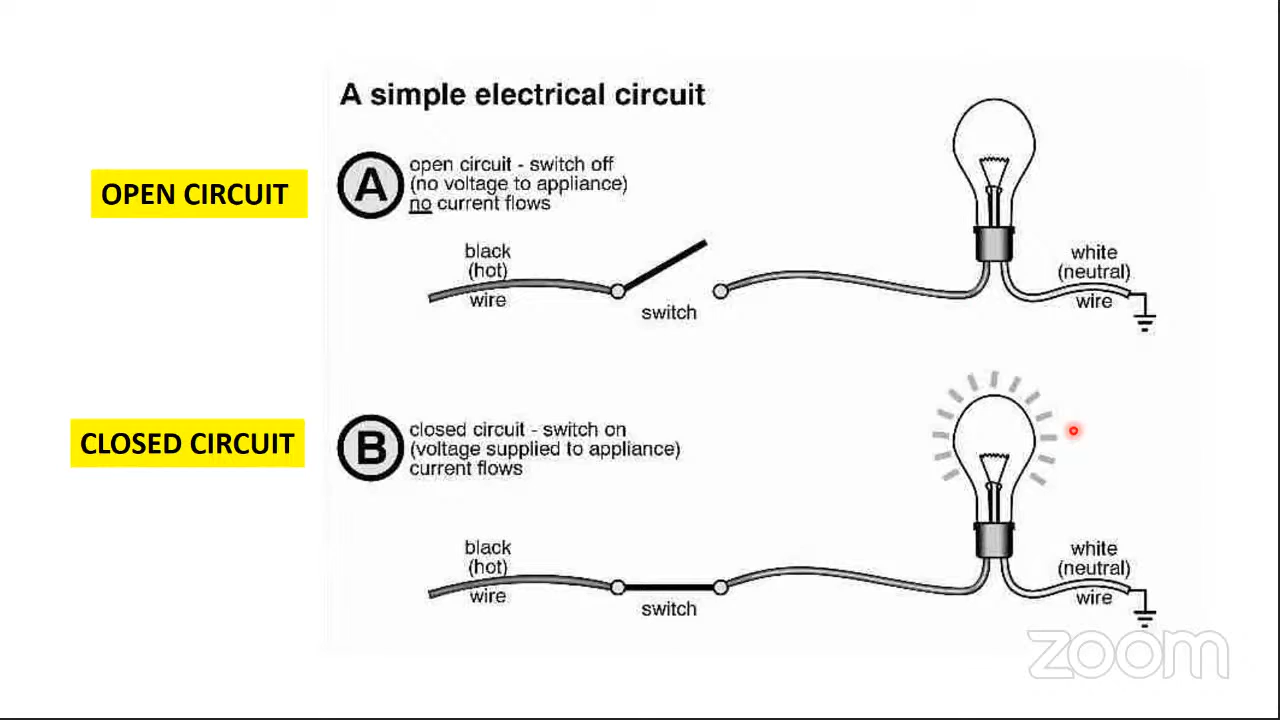 A simple electrical circuit
OPEN CIRCUIT
A
open circuit - switch off
(no voltage to appliance)
no current flows
black
(hot)
wire
switch
white
(neutral)
wire
CLOSED CIRCUIT
B
closed circuit - switch on
(voltage supplied to appliance)
current flows
black
(hot)
wire
switch
white
(neutral)
wire
zoom